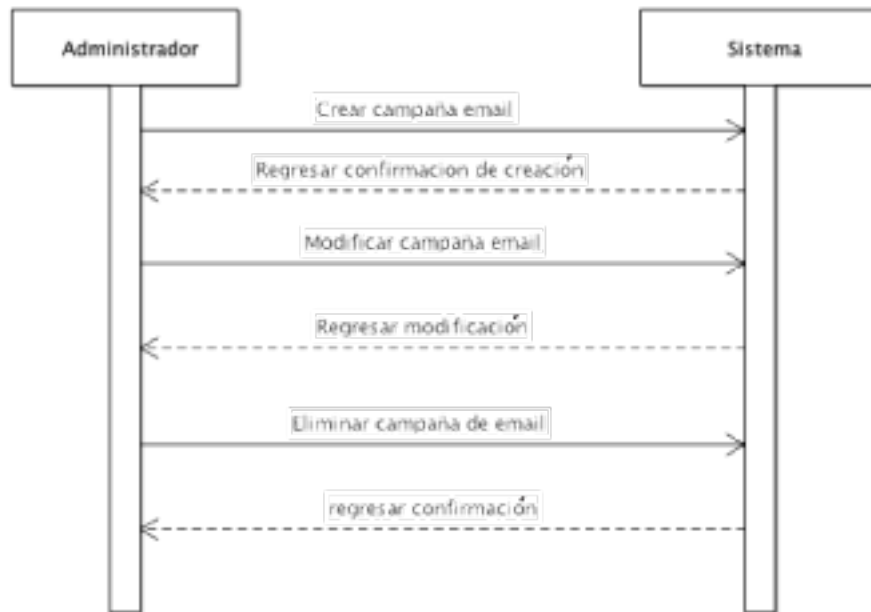 Administrador
Sistema
Crear campaña email
Regresar confirmacion de creación
Modificar campaña email
Regresar modificación
Eliminar campaña de email
regresar confirmación